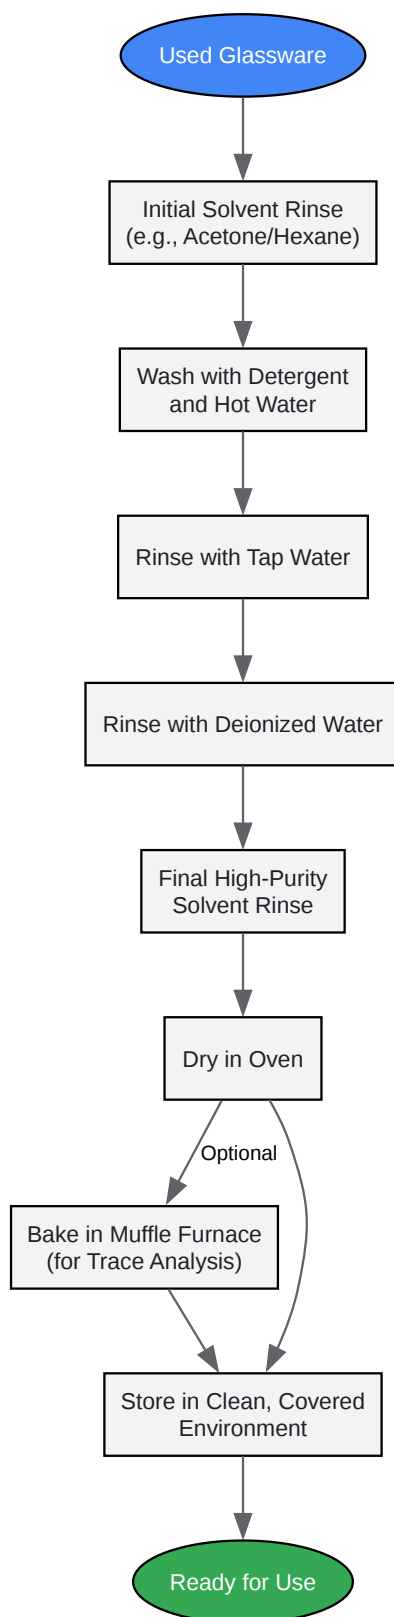 Used Glassware
Initial Solvent Rinse
(e.g., Acetone/Hexane)
Wash with Detergent
and Hot Water
Rinse with Tap Water
Rinse with Deionized Water
Final High-Purity
Solvent Rinse
Dry in Oven
Optional
Bake in Muffle Furnace
(for Trace Analysis)
Store in Clean, Covered
Environment
Ready for Use